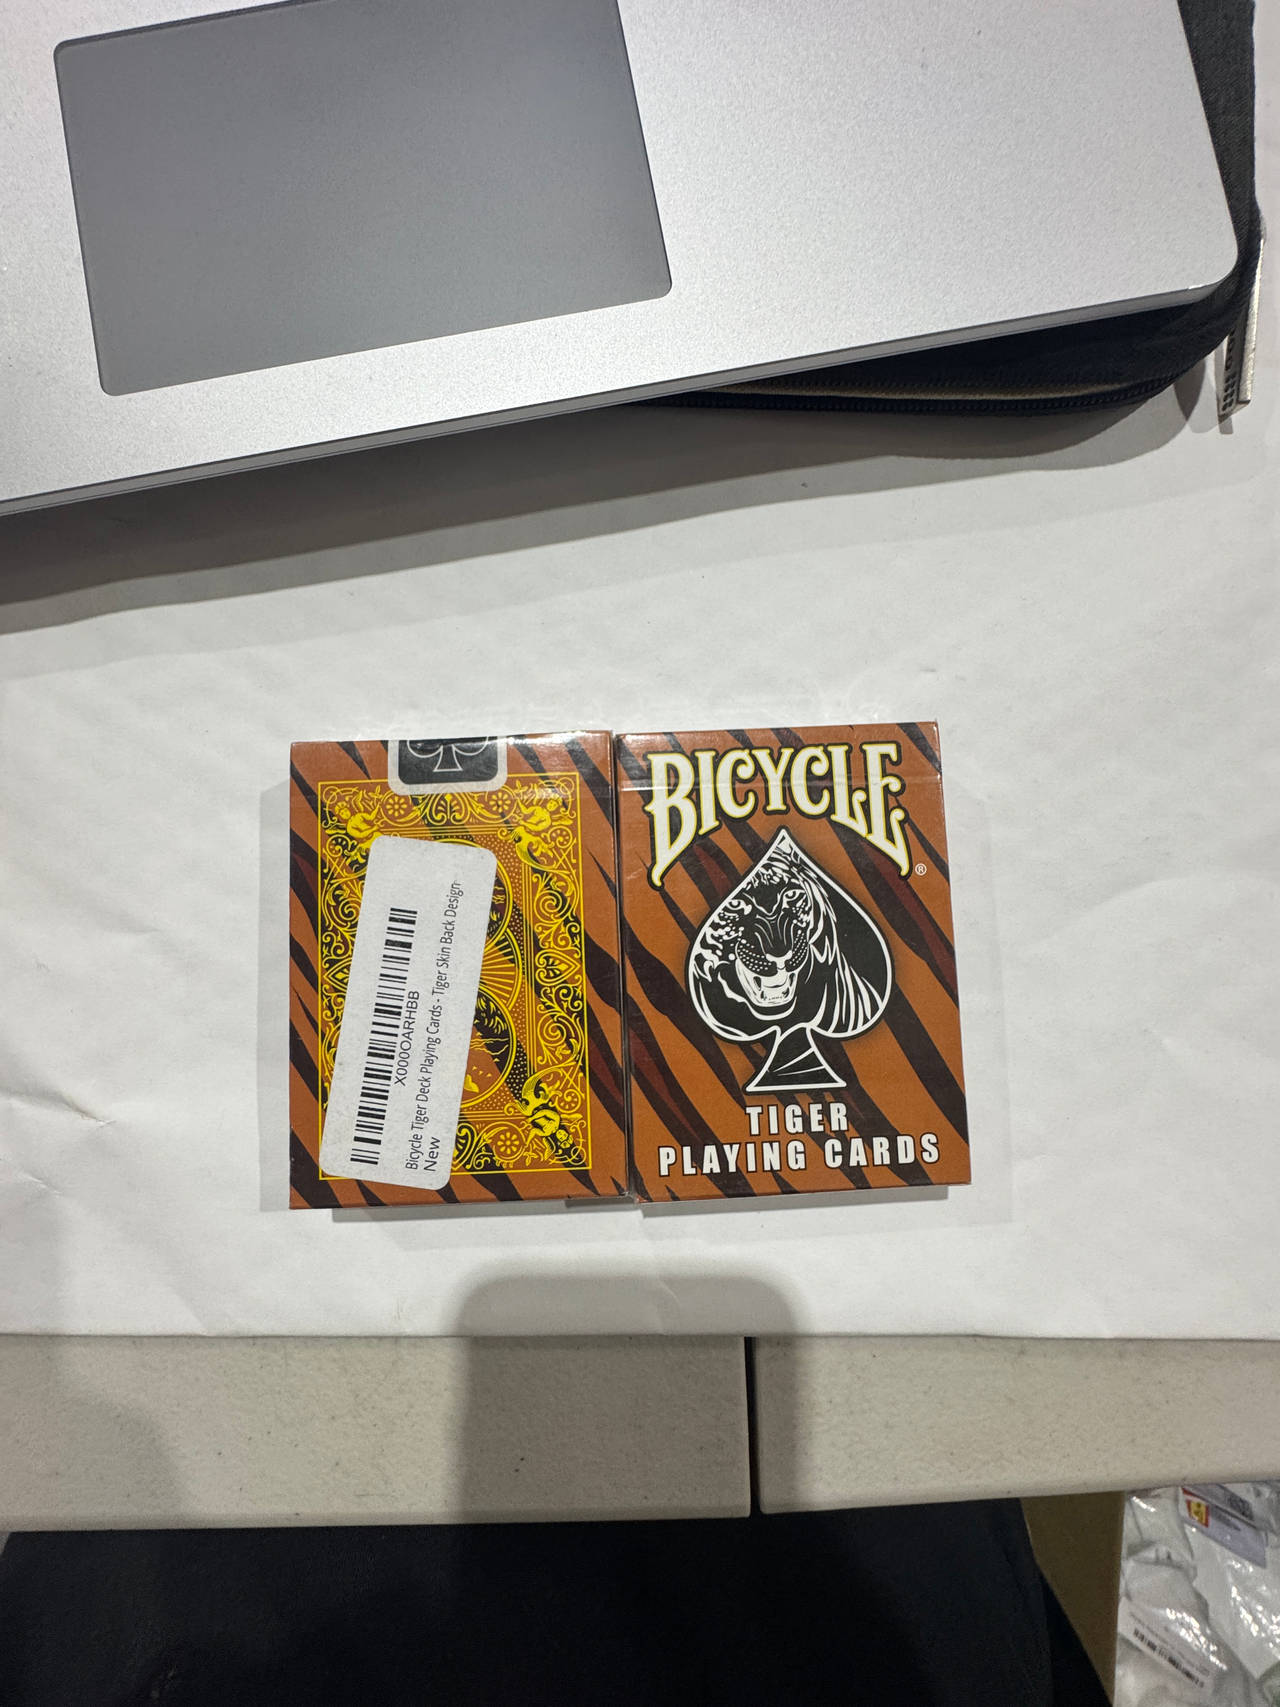 X000OARHBB
Bicycle Tiger Deck Playing Cards - Tiger Skin Back Design
New
BICYCLE
®
TIGER
PLAYING CARDS